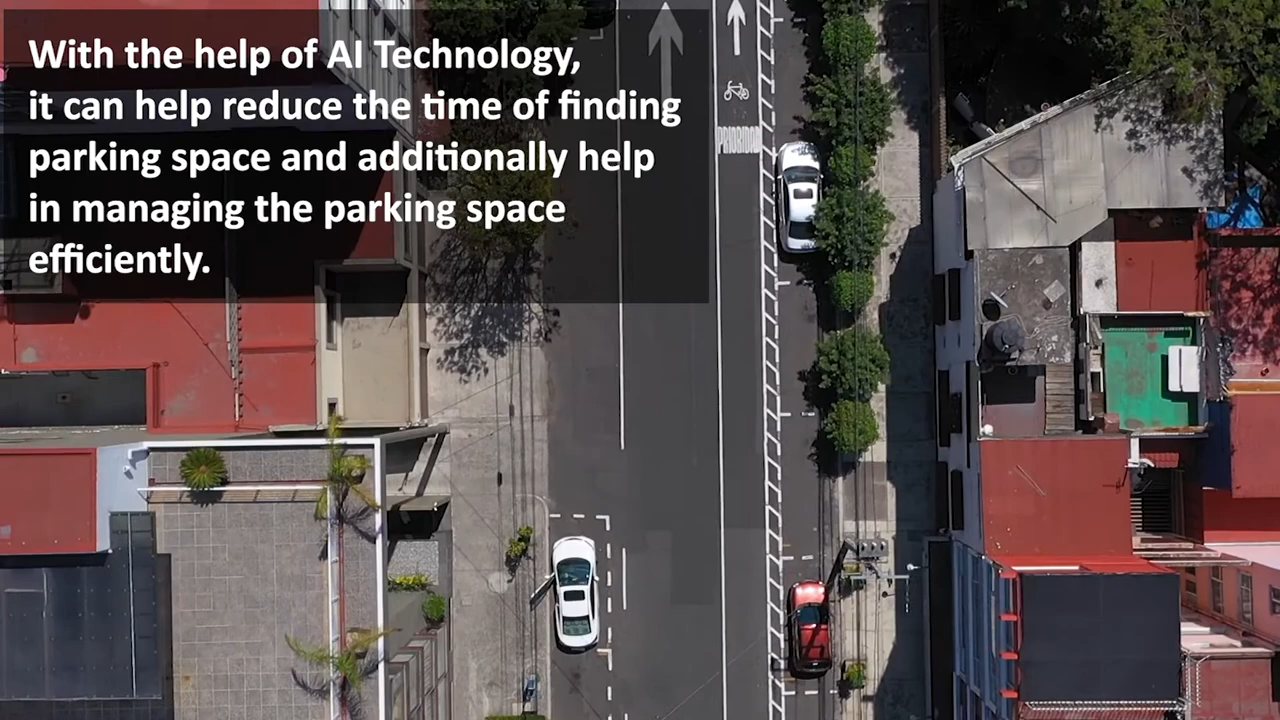 With the help of AI Technology,
it can help reduce the time of finding
parking space and additionally help
in managing the parking space
efficiently.
PRIORIDAD